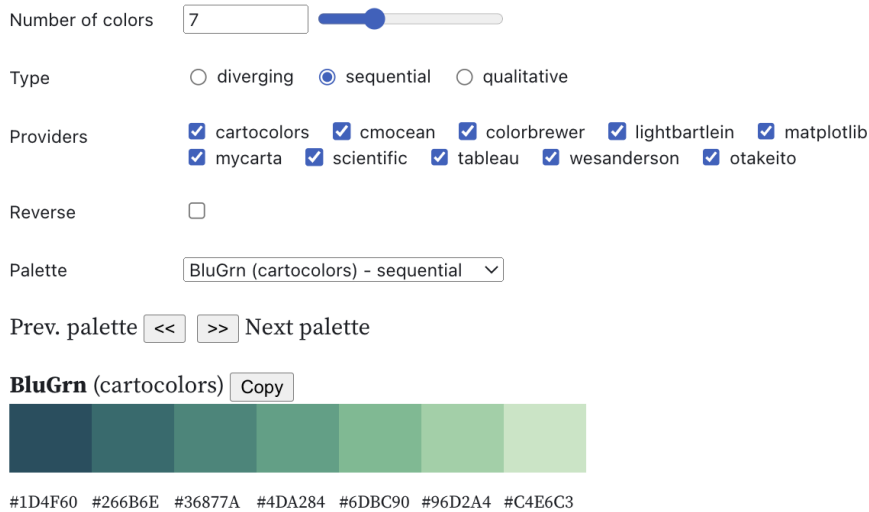 Number of colors 7
Type diverging sequential qualitative
Providers cartocolors cmocean colorbrewer lightbartlein matplotlib
mycarta scientific tableau wesanderson otakeito
Reverse
Palette BluGrn (cartocolors) - sequential
Prev. palette << >> Next palette
BluGrn (cartocolors) Copy
#1D4F60 #266B6E #36877A #4DA284 #6DBC90 #96D2A4 #C4E6C3